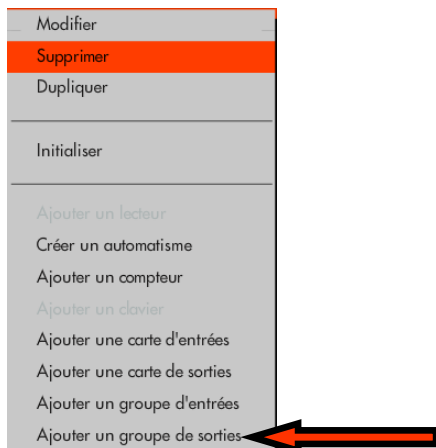 Modifier
Supprimer
Dupliquer
Initialiser
Ajouter un lecteur
Créer un automatisme
Ajouter un compteur
Ajouter un clavier
Ajouter une carte d'entrées
Ajouter une carte de sorties
Ajouter un groupe d'entrées
Ajouter un groupe de sorties